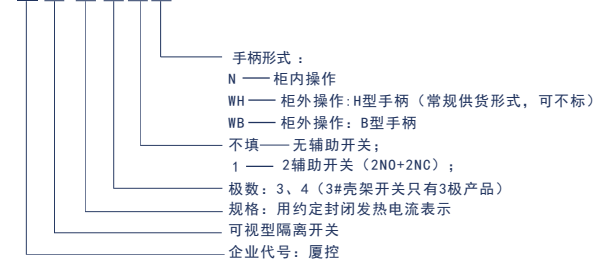 手柄形式：
N —— 柜内操作
WH —— 柜外操作:H型手柄（常规供货形式，可不标）
WB —— 柜外操作：B型手柄
不填—— 无辅助开关；
1 —— 2辅助开关（2NO+2NC）；
极数：3、4（3#壳架开关只有3极产品）
规格：用约定封闭发热电流表示
可视型隔离开关
企业代号：厦控